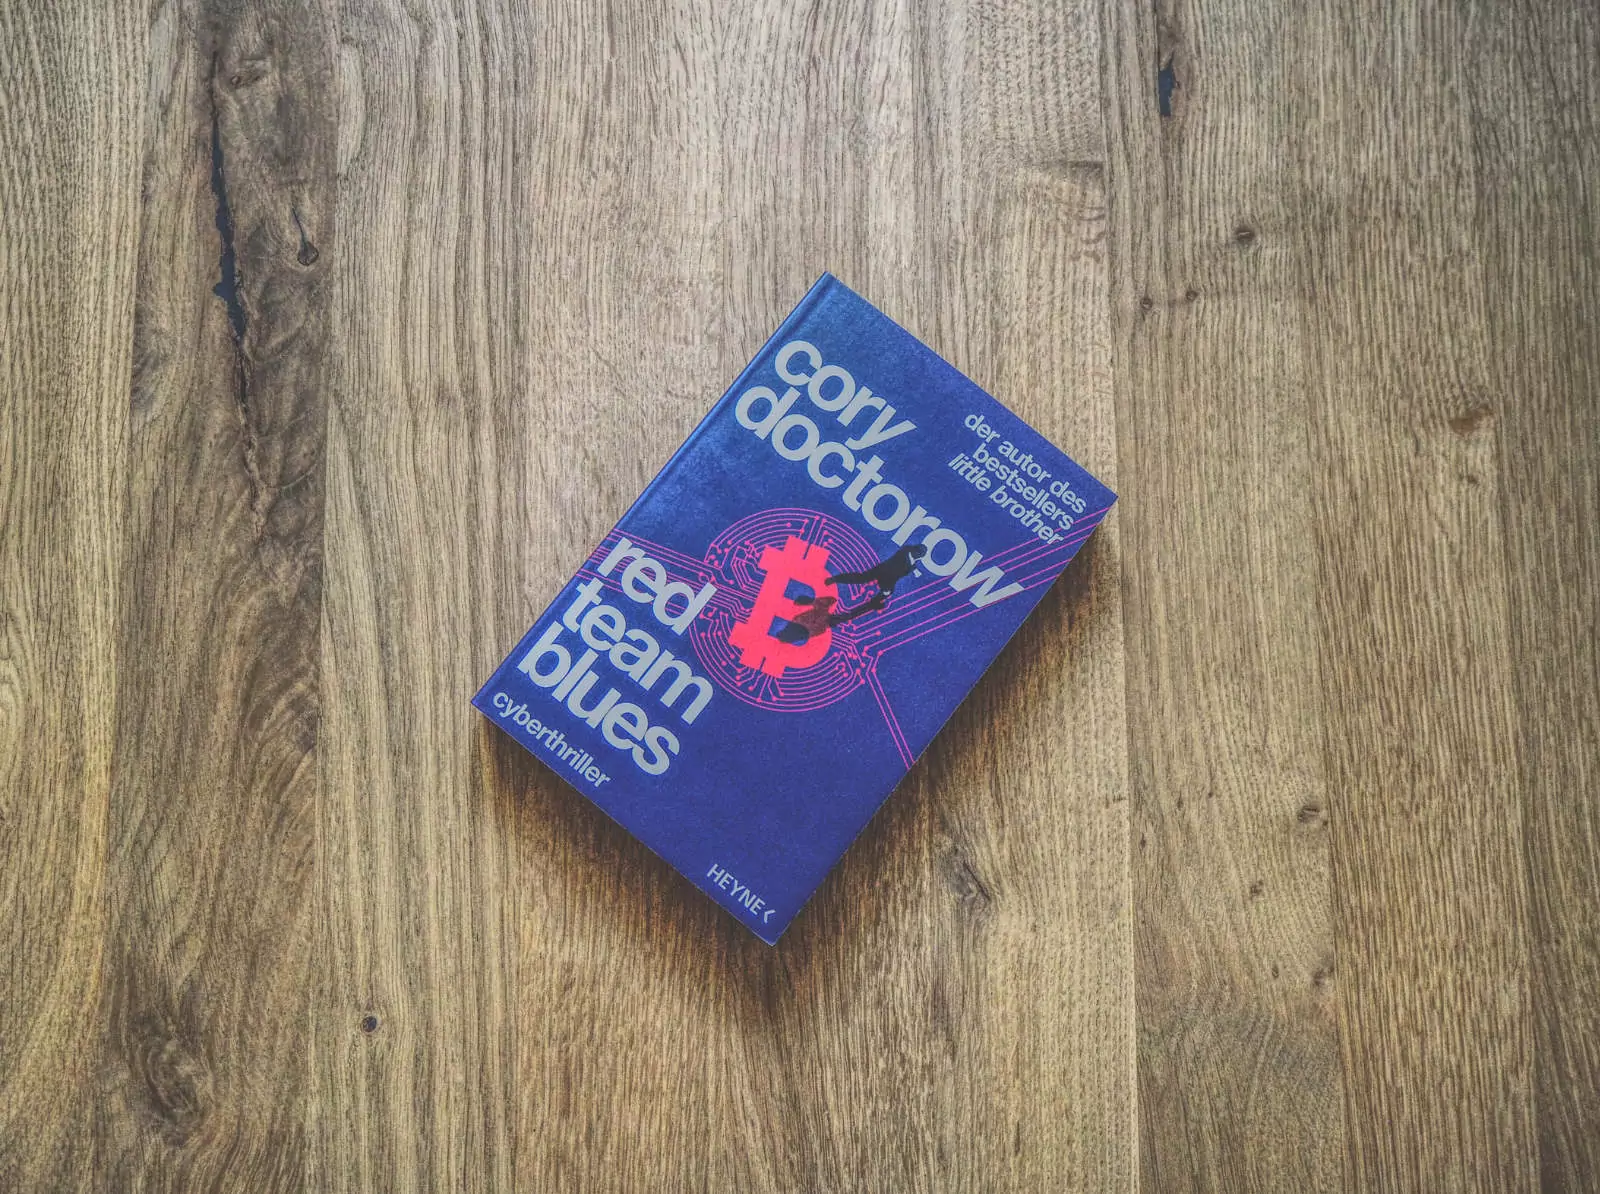 cory
doctorow
der autor des
bestsellers
little brother
red
team
blues
cyberthriller
HEYNE <